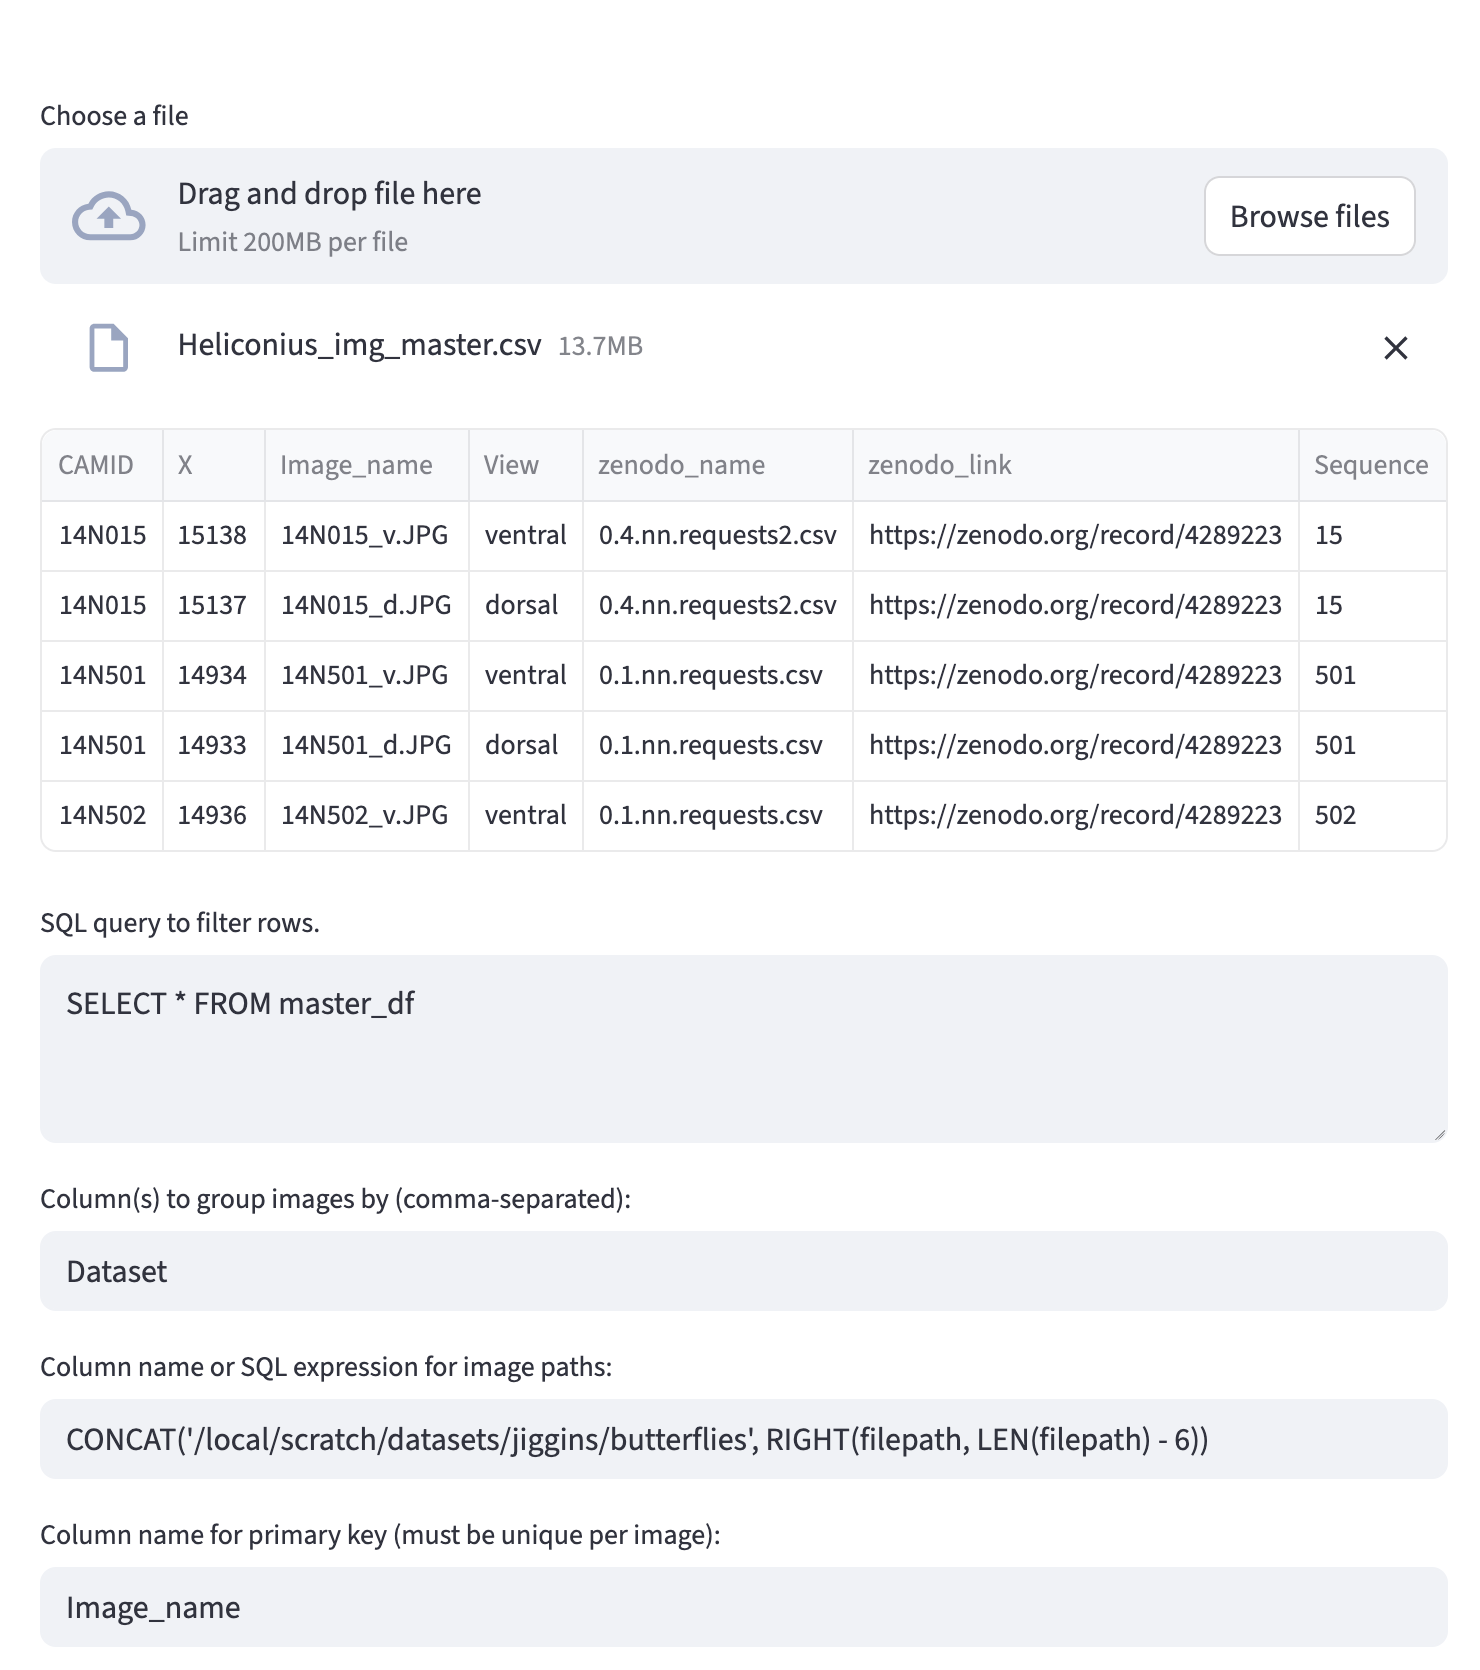 Choose a file
Drag and drop file here
Limit 200MB per file
Browse files
Heliconius_img_master.csv 13.7MB
CAMID X Image_name View zenodo_name zenodo_link Sequence
14N015 15138 14N015_v.JPG ventral 0.4.nn.requests2.csv https://zenodo.org/record/4289223 15
14N015 15137 14N015_d.JPG dorsal 0.4.nn.requests2.csv https://zenodo.org/record/4289223 15
14N501 14934 14N501_v.JPG ventral 0.1.nn.requests.csv https://zenodo.org/record/4289223 501
14N501 14933 14N501_d.JPG dorsal 0.1.nn.requests.csv https://zenodo.org/record/4289223 501
14N502 14936 14N502_v.JPG ventral 0.1.nn.requests.csv https://zenodo.org/record/4289223 502
SQL query to filter rows.
SELECT * FROM master_df
Column(s) to group images by (comma-separated):
Dataset
Column name or SQL expression for image paths:
CONCAT('/local/scratch/datasets/jiggins/butterflies', RIGHT(filepath, LEN(filepath) - 6))
Column name for primary key (must be unique per image):
Image_name